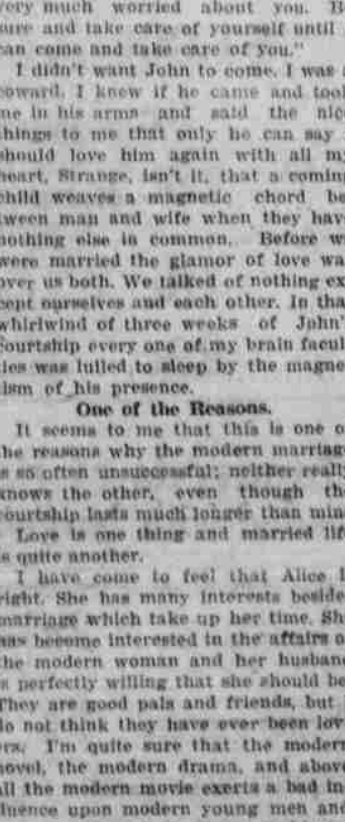 very much worried about you. B
sure and take care of yourself until
can come and take care of you."
I didn't want John to come. I was a
coward. I knew if he came and took
me in his arms and said the nice
things to me that only he can say
should love him again with all my
heart. Strange, isn't it, that a coming
child weaves a magnetic chord be
tween man and wife when they have
nothing else in common. Before we
were married the glamor of love wa
over us both. We talked of nothing ex
cept ourselves and each other. In tha
whirlwind of three weeks of John'
courtship every one of my brain facul
ties was lulled to sleep by the magne
ism of his presence.
One of the Reasons.
It seems to me that this is one o
the reasons why the modern marriage
is so often unsuccessful; neither really
knows the other, even though the
courtship lasts much longer than mine
Love is one thing and married life
is quite another.
I have come to feel that Alice i
right. She has many interests beside
marriage which take up her time. She
has become interested in the affairs o
the modern woman and her husband
is perfectly willing that she should be.
They are good pals and friends, but
do not think they have ever been lov
ers. I'm quite sure that the modern
novel, the modern drama, and above
all the modern movie exerts a bad in
fluence upon modern young men and